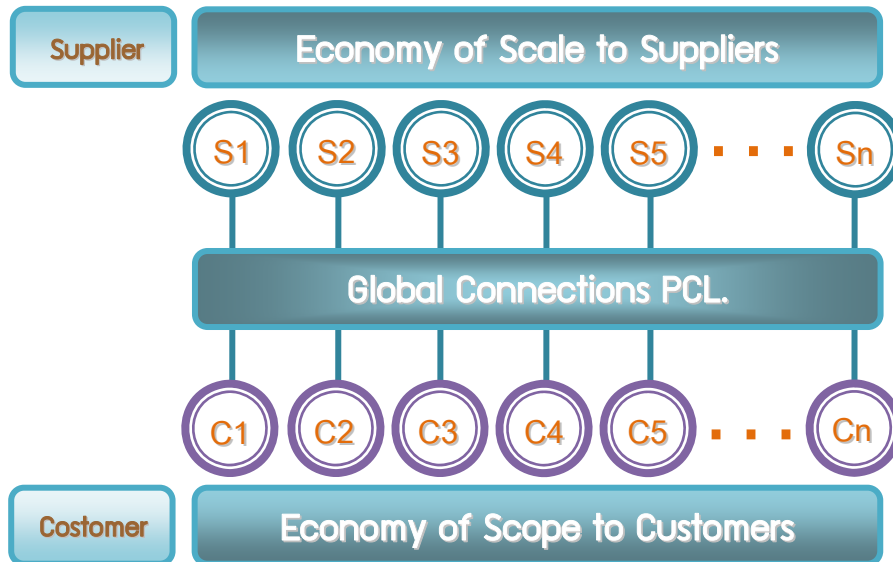 Supplier
Economy of Scale to Suppliers
S1 S2 S3 S4 S5 . . . Sn
Global Connections PCL.
C1 C2 C3 C4 C5 . . . Cn
Costomer
Economy of Scope to Customers